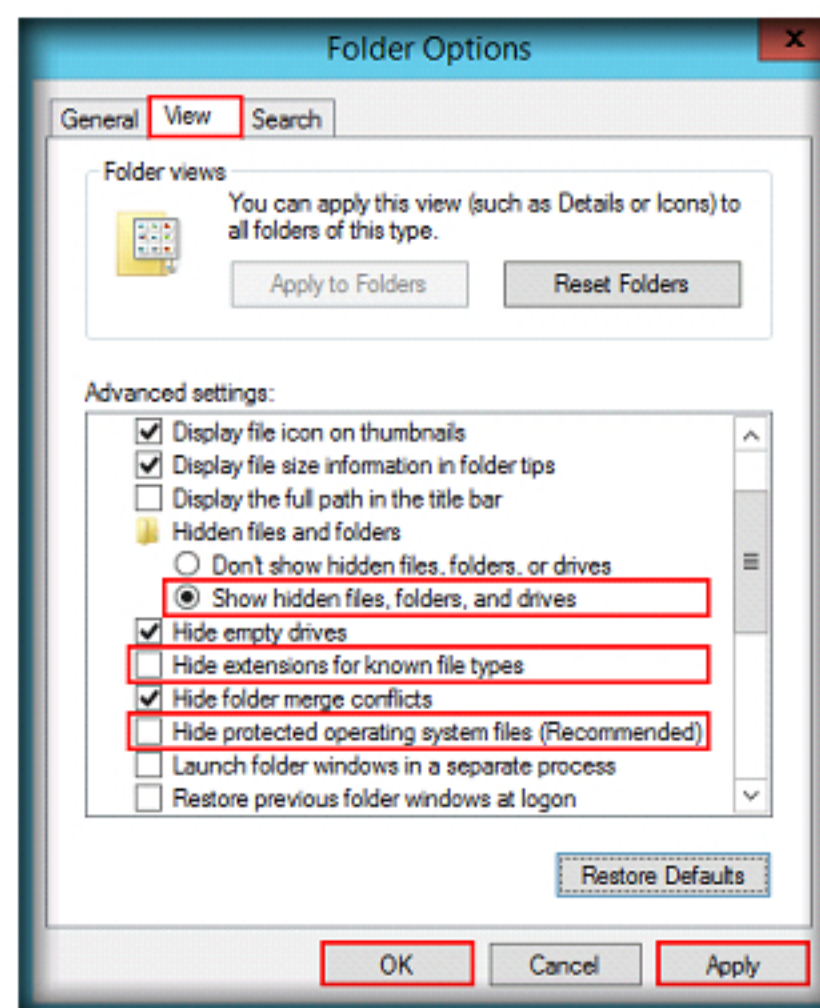 Folder Options
x
General View Search
Folder views
You can apply this view (such as Details or Icons) to
all folders of this type.
Apply to Folders Reset Folders
Advanced settings:
Display file icon on thumbnails
Display file size information in folder tips
Display the full path in the title bar
Hidden files and folders
Don't show hidden files, folders, or drives
Show hidden files, folders, and drives
Hide empty drives
Hide extensions for known file types
Hide folder merge conflicts
Hide protected operating system files (Recommended)
Launch folder windows in a separate process
Restore previous folder windows at logon
Restore Defaults
OK Cancel Apply